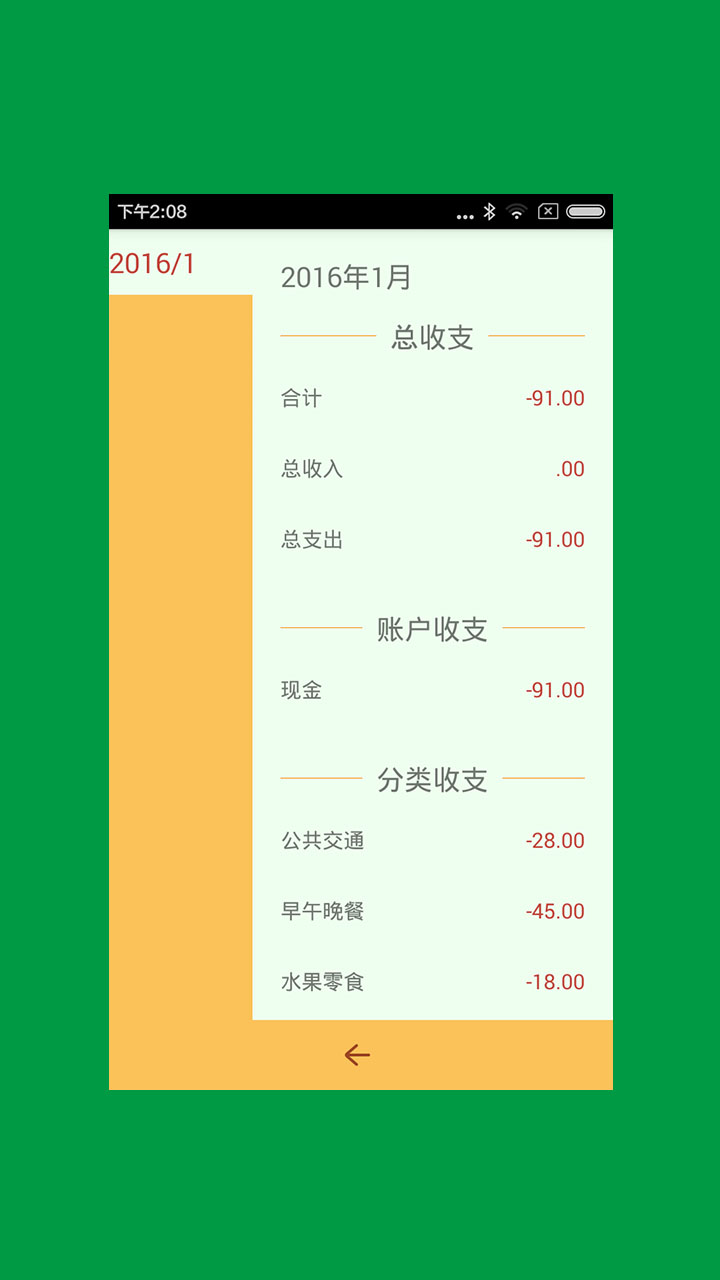 下午2:08
2016/1
2016年1月
总收支
合计 -91.00
总收入 .00
总支出 -91.00
账户收支
现金 -91.00
分类收支
公共交通 -28.00
早午晚餐 -45.00
水果零食 -18.00